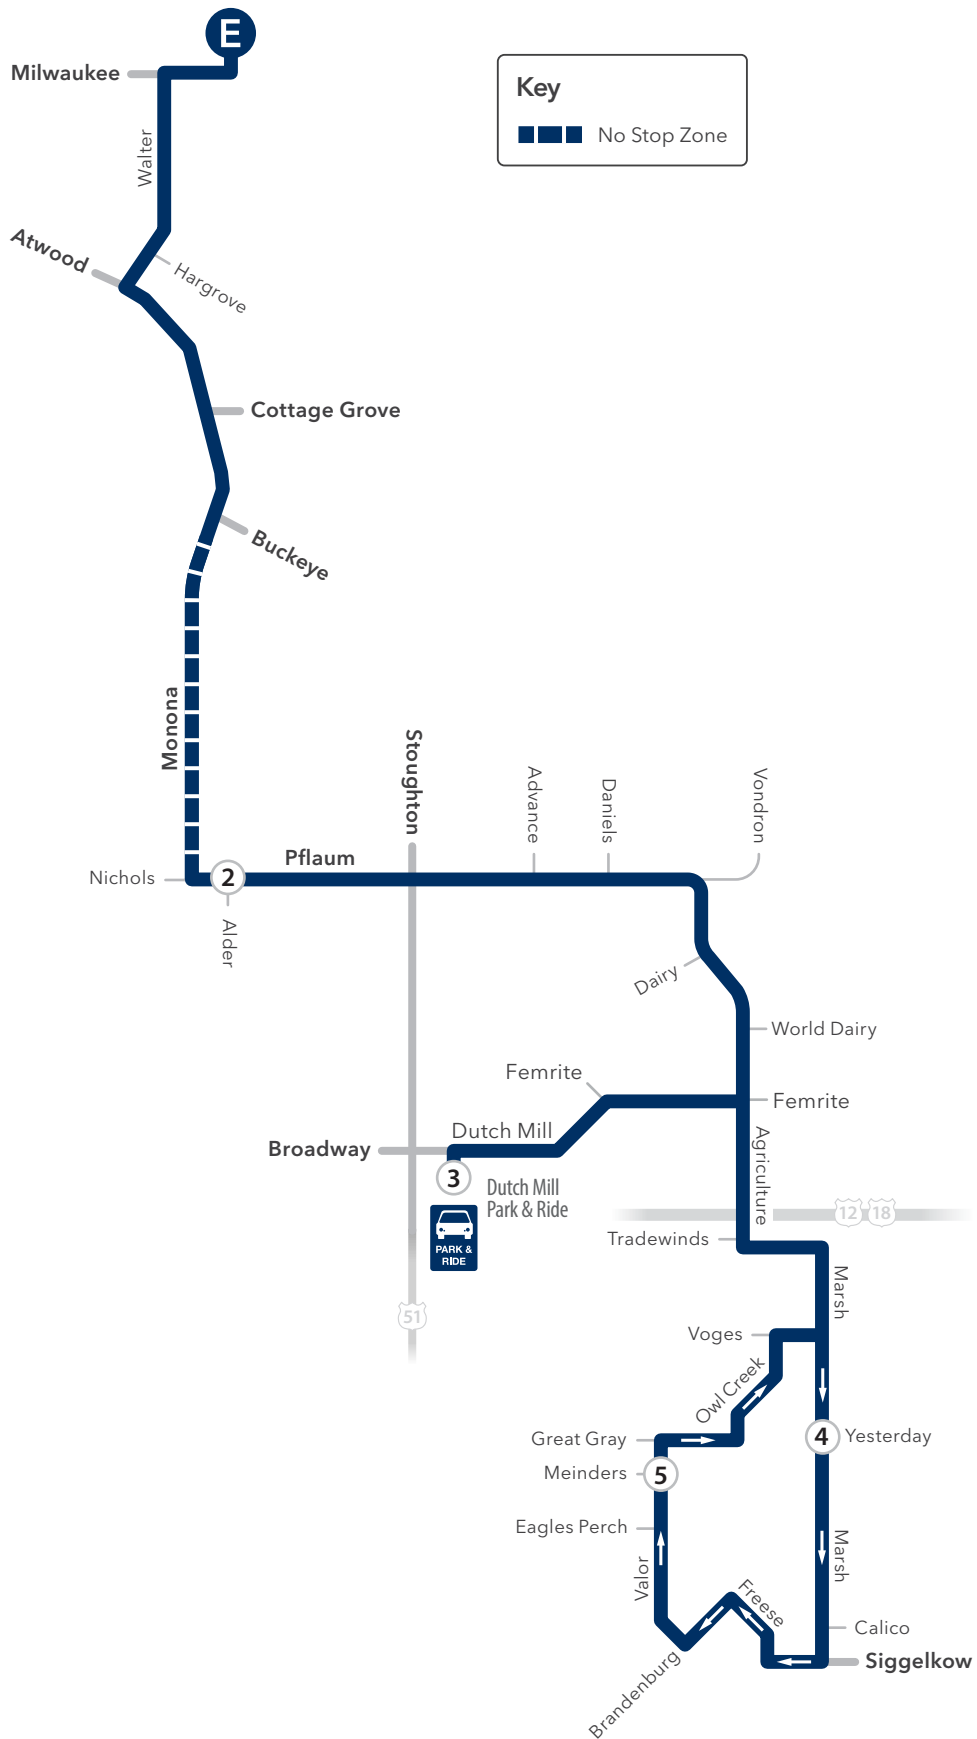 E
Milwaukee
Key
No Stop Zone
Walter
Atwood
Hargrove
Cottage Grove
Buckeye
Monona
Stoughton
Advance
Daniels
Vondron
Pflaum
Nichols
2
Alder
Dairy
World Dairy
Femrite
Femrite
Dutch Mill
Broadway
Agriculture
3
Dutch Mill
Park & Ride
PARK &
RIDE
12
18
Tradewinds
Marsh
51
Voges
Owl Creek
Great Gray
4
Yesterday
Meinders
5
Eagles Perch
Marsh
Valor
Freese
Calico
Siggelkow
Brandenburg